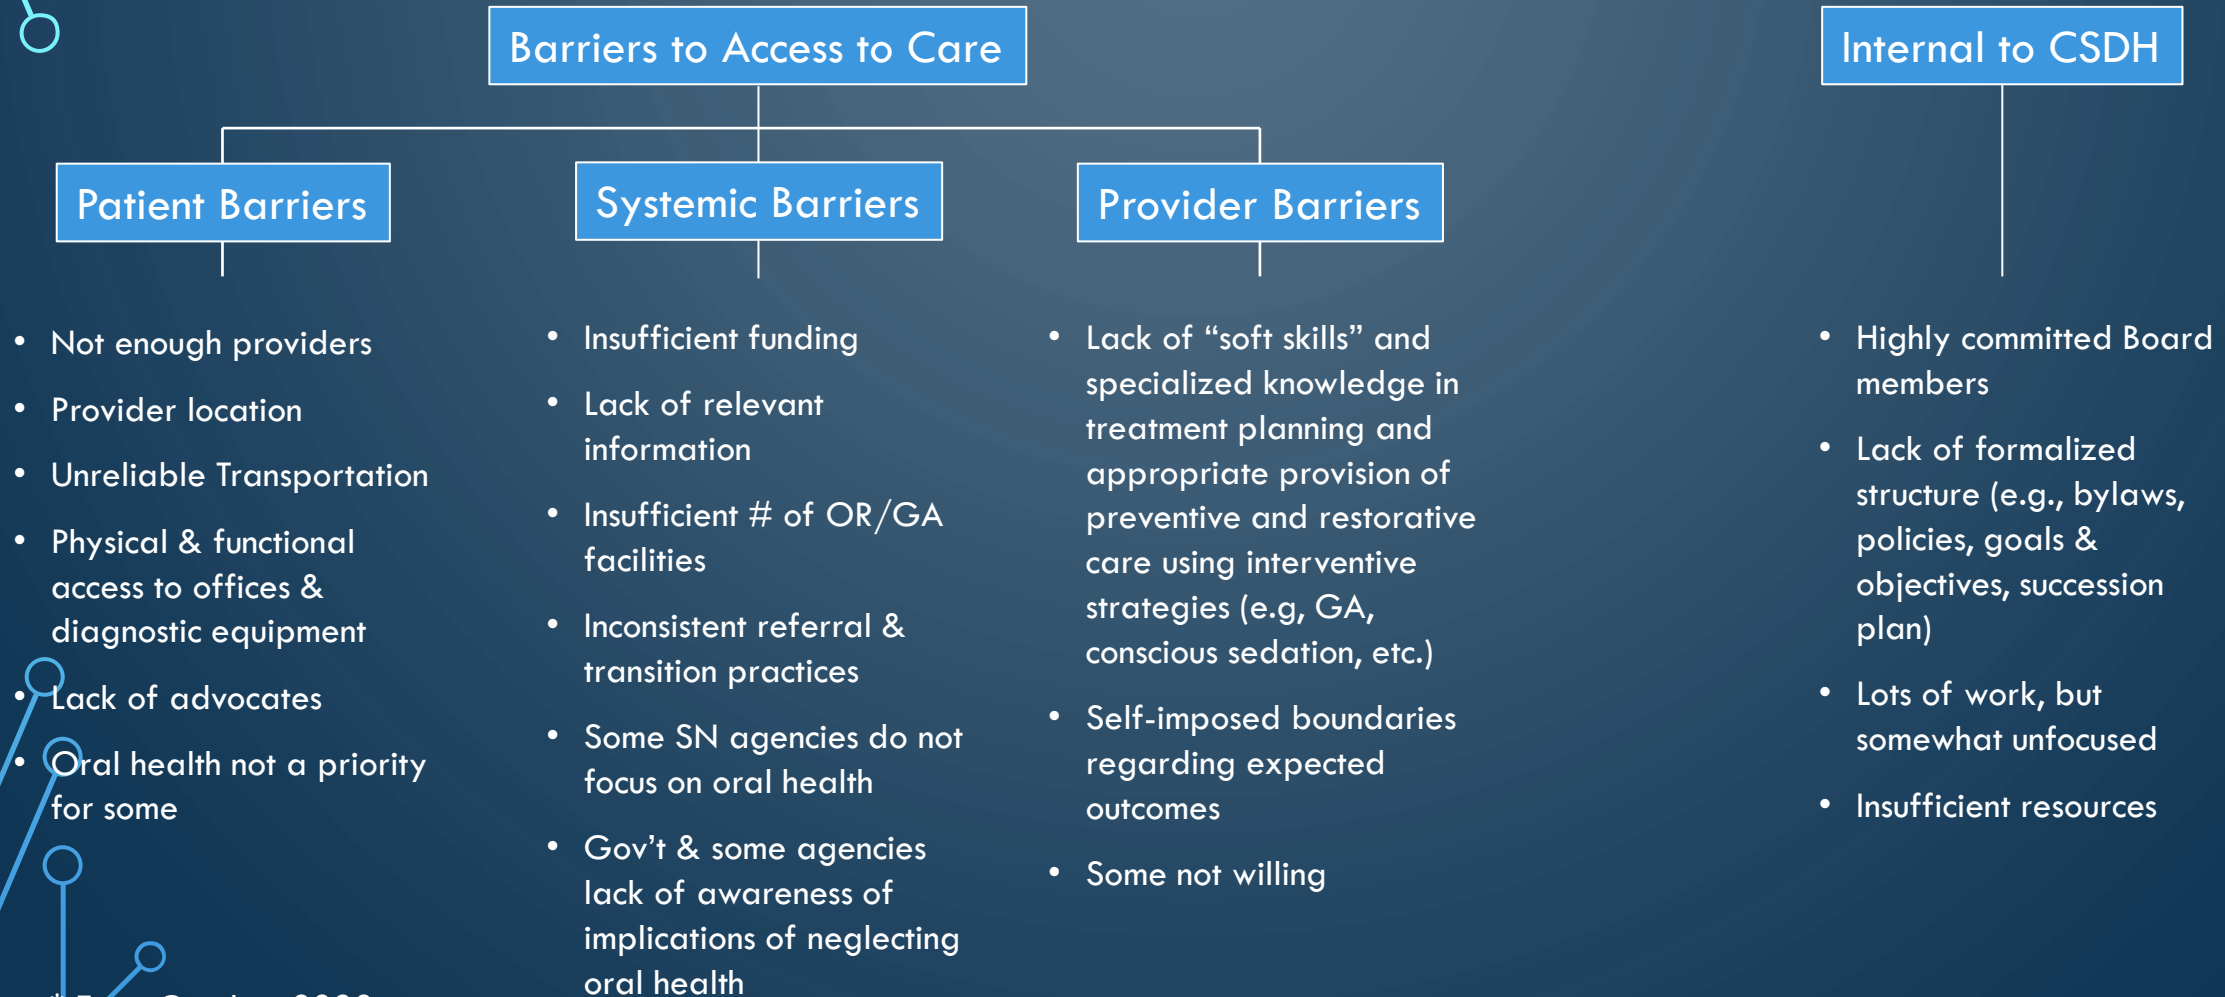 Barriers to Access to Care
Internal to CSDH
Patient Barriers
Systemic Barriers
Provider Barriers
• Not enough providers
• Provider location
• Unreliable Transportation
• Physical & functional
access to offices &
diagnostic equipment
• Lack of advocates
• Oral health not a priority
for some
• Insufficient funding
• Lack of relevant
information
• Insufficient # of OR/GA
facilities
• Inconsistent referral &
transition practices
• Some SN agencies do not
focus on oral health
• Gov’t & some agencies
lack of awareness of
implications of neglecting
oral health
• Lack of “soft skills” and
specialized knowledge in
treatment planning and
appropriate provision of
preventive and restorative
care using interventive
strategies (e.g, GA,
conscious sedation, etc.)
• Self-imposed boundaries
regarding expected
outcomes
• Some not willing
• Highly committed Board
members
• Lack of formalized
structure (e.g., bylaws,
policies, goals &
objectives, succession
plan)
• Lots of work, but
somewhat unfocused
• Insufficient resources